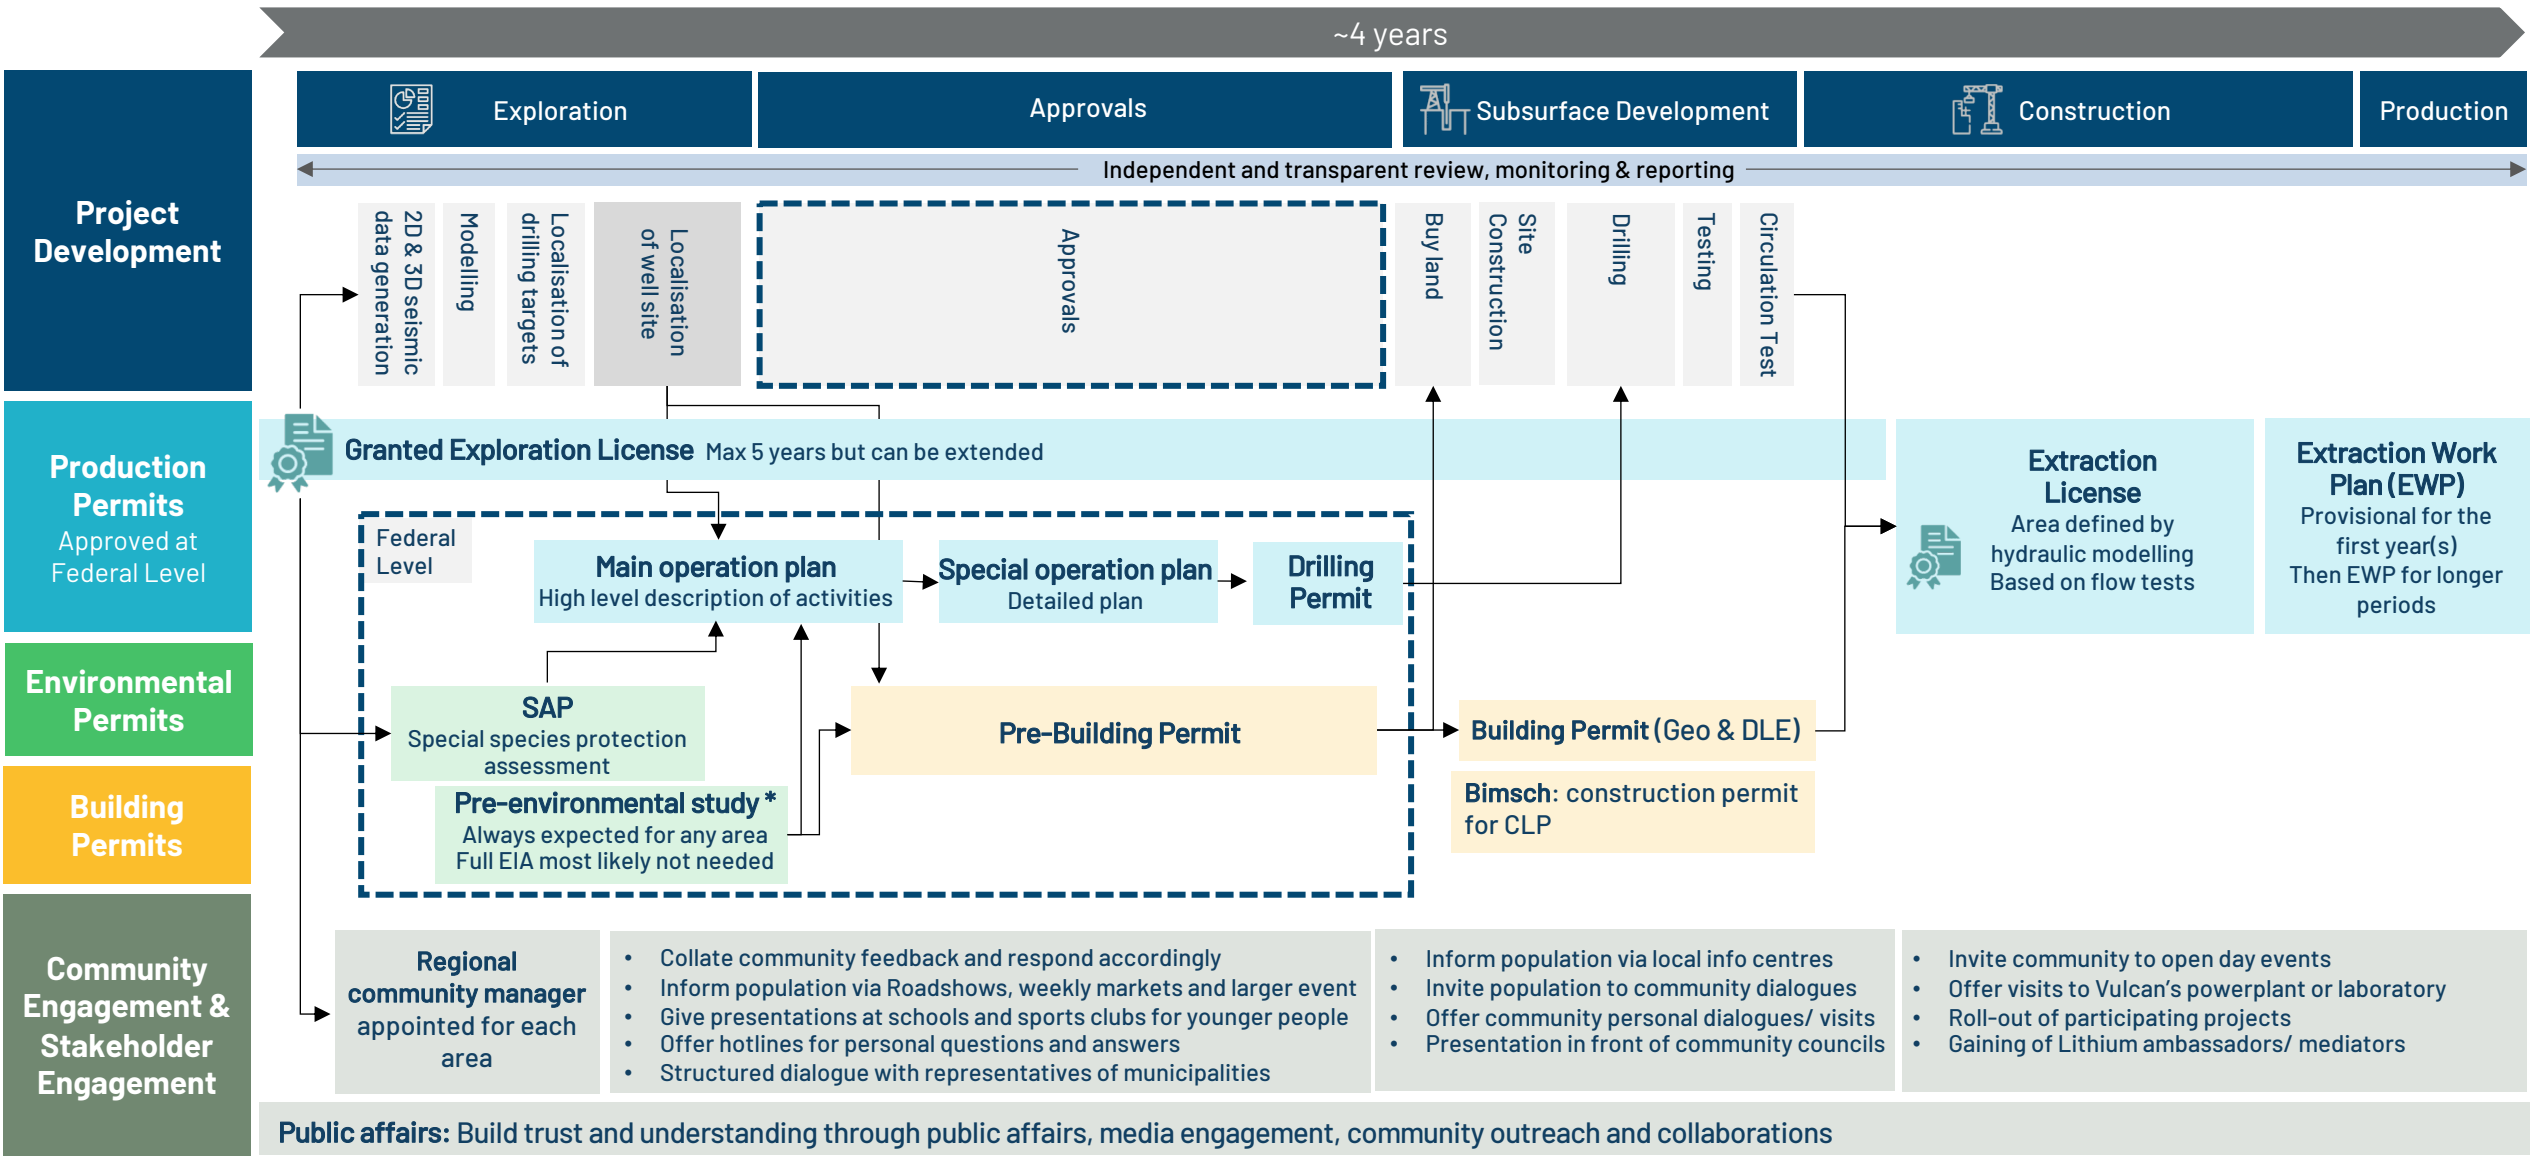 ~4 years
Exploration
Approvals
Subsurface Development
Construction
Production
Independent and transparent review, monitoring & reporting
Project
Development
2D & 3D seismic
data generation
Modelling
Localisation of
drilling targets
Localisation
of well site
Approvals
Buy land
Site
Construction
Drilling
Testing
Circulation Test
Production
Permits
Approved at
Federal Level
Granted Exploration License Max 5 years but can be extended
Federal
Level
Main operation plan
High level description of activities
Special operation plan
Detailed plan
Drilling
Permit
Extraction
License
Area defined by
hydraulic modelling
Based on flow tests
Extraction Work
Plan (EWP)
Provisional for the
first year(s)
Then EWP for longer
periods
Environmental
Permits
SAP
Special species protection
assessment
Pre-environmental study *
Always expected for any area
Full EIA most likely not needed
Building
Permits
Pre-Building Permit
Building Permit (Geo & DLE)
Bimsch: construction permit
for CLP
Community
Engagement &
Stakeholder
Engagement
Regional
community manager
appointed for each
area
• Collate community feedback and respond accordingly
• Inform population via Roadshows, weekly markets and larger event
• Give presentations at schools and sports clubs for younger people
• Offer hotlines for personal questions and answers
• Structured dialogue with representatives of municipalities
• Inform population via local info centres
• Invite population to community dialogues
• Offer community personal dialogues/ visits
• Presentation in front of community councils
• Invite community to open day events
• Offer visits to Vulcan's powerplant or laboratory
• Roll-out of participating projects
• Gaining of Lithium ambassadors/ mediators
Public affairs: Build trust and understanding through public affairs, media engagement, community outreach and collaborations